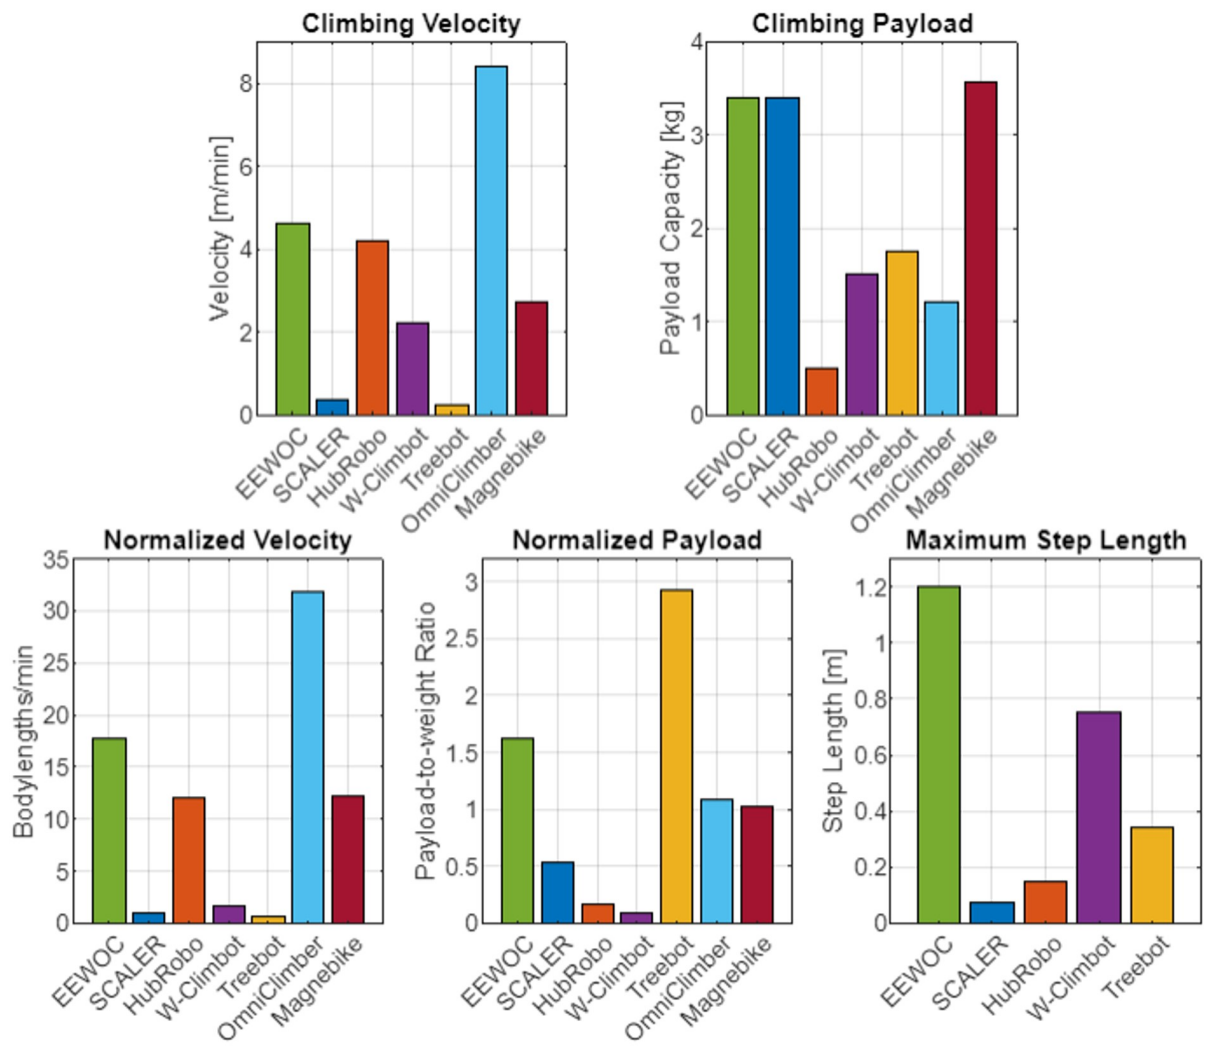 Climbing Velocity
Velocity [m/min]
8
6
4
2
0
EEWOC
SCALER
HubRobo
W-Climbot
Treebot
OmniClimber
Magnebike
Climbing Payload
Payload Capacity [kg]
4
3
2
1
0
EEWOC
SCALER
HubRobo
W-Climbot
Treebot
OmniClimber
Magnebike
Normalized Velocity
Bodylengths/min
35
30
25
20
15
10
5
0
EEWOC
SCALER
HubRobo
W-Climbot
Treebot
OmniClimber
Magnebike
Normalized Payload
Payload-to-weight Ratio
3
2.5
2
1.5
1
0.5
0
EEWOC
SCALER
HubRobo
W-Climbot
Treebot
OmniClimber
Magnebike
Maximum Step Length
Step Length [m]
1.2
1
0.8
0.6
0.4
0.2
0
EEWOC
SCALER
HubRobo
W-Climbot
Treebot